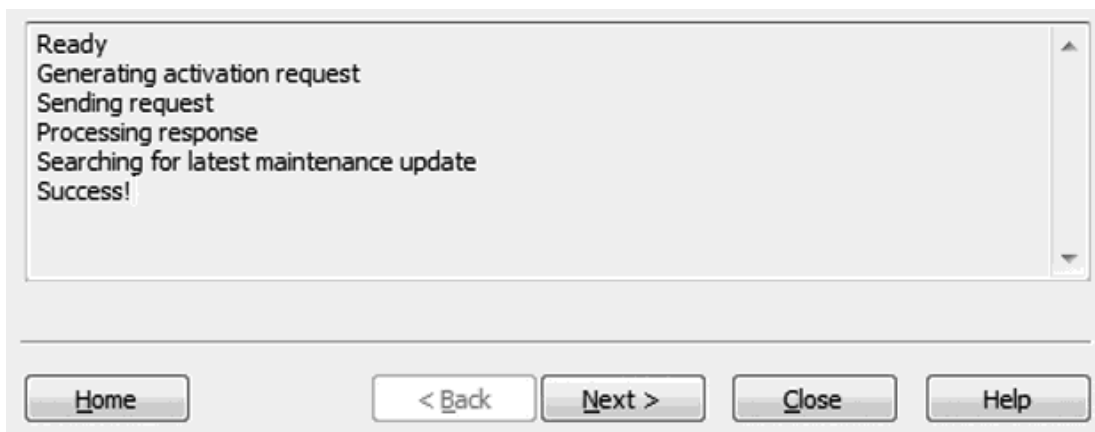 Ready
Generating activation request
Sending request
Processing response
Searching for latest maintenance update
Success!
Home
< Back
Next >
Close
Help